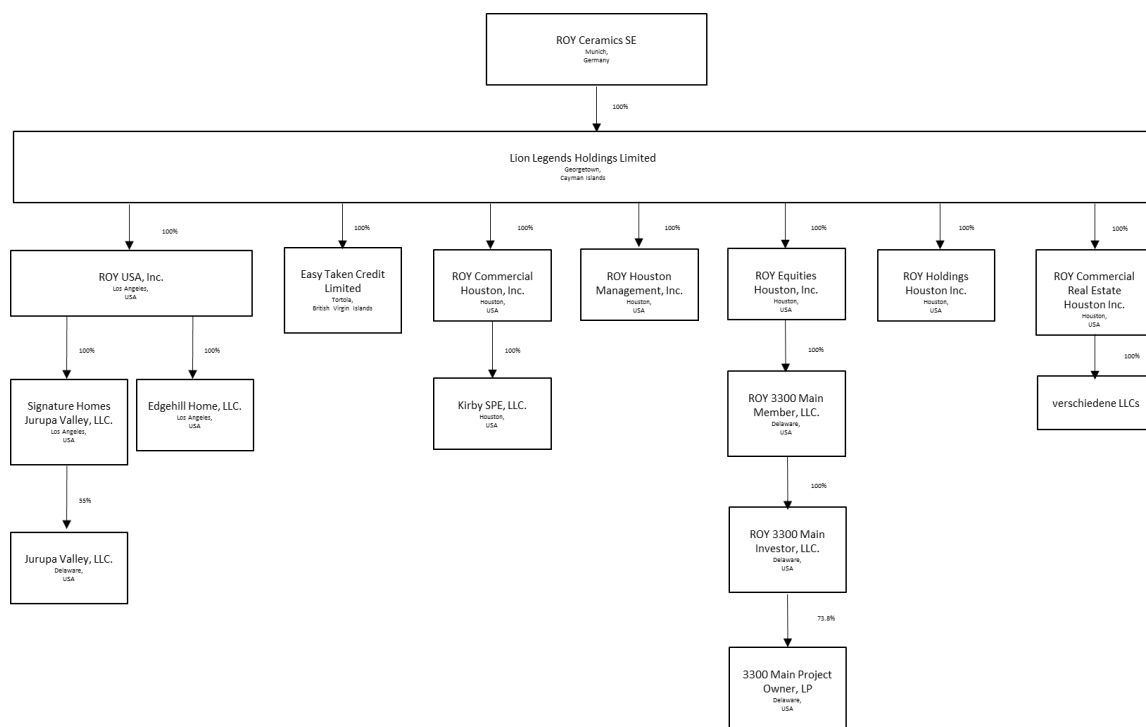 ROY Ceramics SE
Munich,
Germany
100%
Lion Legends Holdings Limited
Georgetown,
Cayman Islands
100%
100%
100%
100%
100%
100%
100%
ROY USA, Inc.
Los Angeles,
USA
Easy Taken Credit
Limited
Tortola,
British Virgin Islands
ROY Commercial
Houston, Inc.
Houston,
USA
ROY Houston
Management, Inc.
Houston,
USA
ROY Equities
Houston, Inc.
Houston,
USA
ROY Holdings
Houston Inc.
Houston,
USA
ROY Commercial
Real Estate
Houston Inc.
Houston,
USA
100%
100%
100%
100%
100%
Signature Homes
Jurupa Valley, LLC.
Los Angeles,
USA
Edgehill Home, LLC.
Los Angeles,
USA
Kirby SPE, LLC.
Houston,
USA
ROY 3300 Main
Member, LLC.
Delaware,
USA
verschiedene LLCs
55%
100%
Jurupa Valley, LLC.
Delaware,
USA
ROY 3300 Main
Investor, LLC.
Delaware,
USA
73.8%
3300 Main Project
Owner, LP
Delaware,
USA